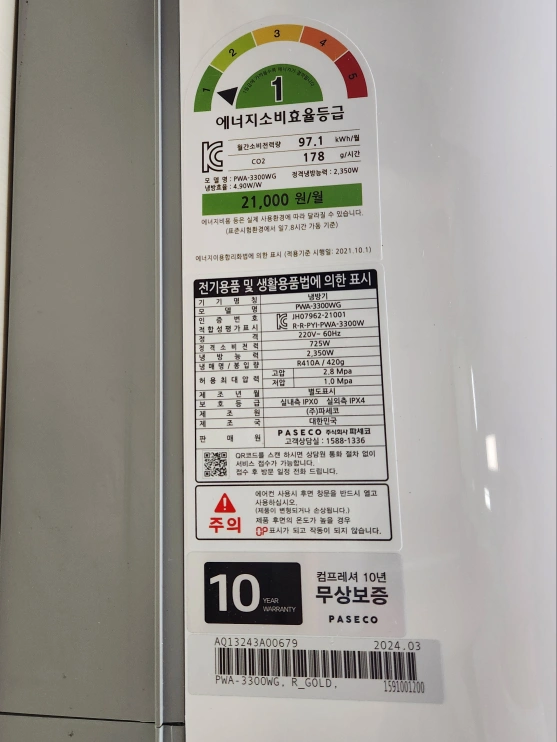 1 2 3 4 5
1
에너지소비효율등급
월간소비전력량 97.1 kWh/월
CO2 178 g/시간
모 델 명 : PWA-3300WG 정격냉방능력 : 2,350W
냉방효율 : 4.90W/W
21,000 원/월
에너지비용 등은 실제 사용환경에 따라 달라질 수 있습니다.
(표준시험환경에서 일7.8시간 가동 기준)
에너지이용합리화법에 의한 표시 (적용기준 시행일자: 2021.10.1)
전기용품 및 생활용품법에 의한 표시
기 기 명 칭 냉방기
모 델 명 PWA-3300WG
인 증 번 호 JH07962-21001
적합성평가표시 R-R-PYI-PWA-3300W
정 격 220V~ 60Hz
정 격 소 비 전 력 725W
냉 방 능 력 2,350W
냉 매 명 / 봉 입 량 R410A / 420g
허 용 최 대 압 력 고압 2.8 Mpa
저압 1.0 Mpa
제 조 년 월 별도표시
보 호 등 급 실내측 IPX0 실외측 IPX4
제 조 원 (주)파세코
제 조 국 대한민국
판 매 원 PASECO 주식회사 파세코
고객상담실 : 1588-1336
QR코드를 스캔 하시면 상담원 통화 절차 없이
서비스 접수가 가능합니다.
접수 후 방문 일정 전화 드립니다.
주의
에어컨 사용시 후면 창문을 반드시 열고
사용하십시오.
(제품이 변형되거나 손상됩니다.)
제품 후면의 온도가 높을 경우
OP표시가 되고 작동이 되지 않습니다.
10 YEAR
WARRANTY
컴프레셔 10년
무상보증
PASECO
AQ13243A00679 2024.03
PWA-3300WG, R_GOLD, 1591001200